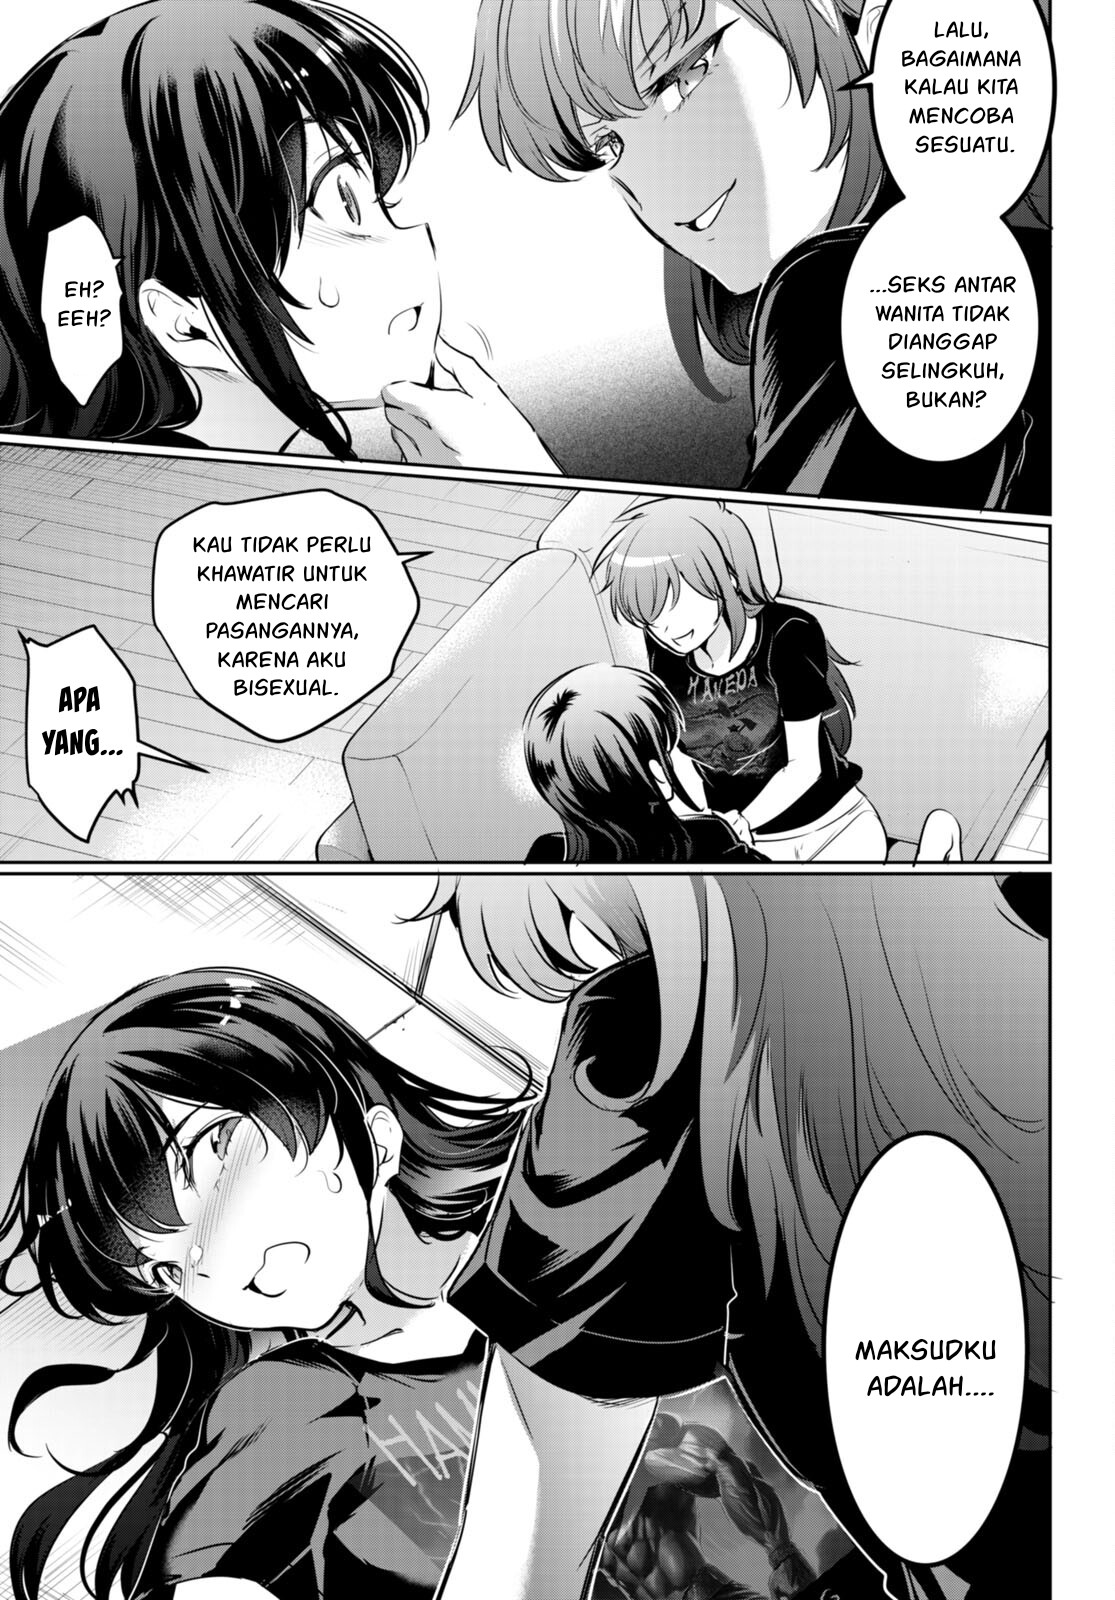 LALU,
BAGAIMANA
KALAU KITA
MENCOBA
SESUATU.
...SEKS ANTAR
WANITA TIDAK
DIANGGAP
SELINGKUH,
BUKAN?
EH?
EEH?
KAU TIDAK PERLU
KHAWATIR UNTUK
MENCARI
PASANGANNYA,
KARENA AKU
BISEXUAL.
APA
YANG...
MAKSUDKU
ADALAH....